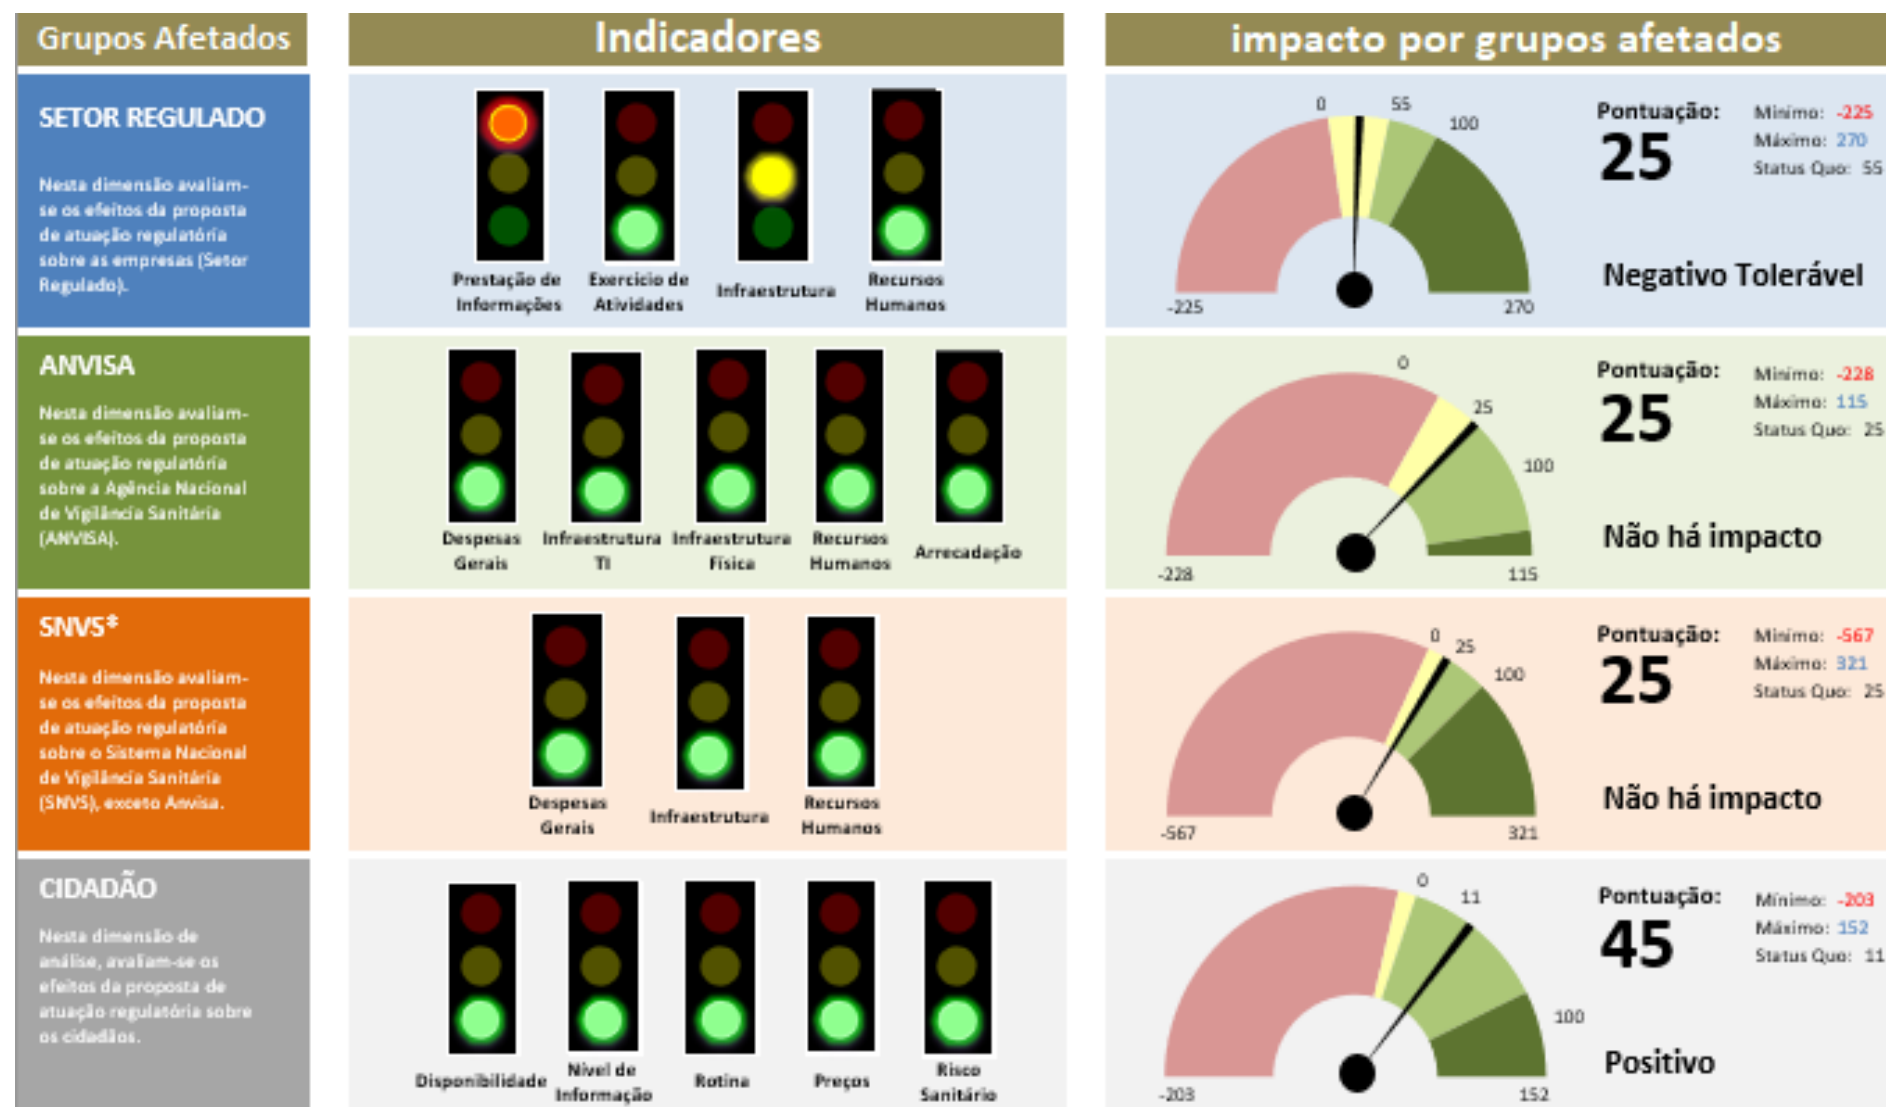 Grupos Afetados
Indicadores
impacto por grupos afetados
SETOR REGULADO
Nesta dimensão avaliam-
se os efeitos da proposta
de atuação regulatória
sobre as empresas (Setor
Regulado).
Prestação de
Informações
Exercício de
Atividades
Infraestrutura
Recursos
Humanos
0
55
100
-225
270
Pontuação:
25
Mínimo: -225
Máximo: 270
Status Quo: 55
Negativo Tolerável
ANVISA
Nesta dimensão avaliam-
se os efeitos da proposta
de atuação regulatória
sobre a Agência Nacional
de Vigilância Sanitária
(ANVISA).
Despesas
Gerais
Infraestrutura
TI
Infraestrutura
Física
Recursos
Humanos
Arrecadação
0
25
100
-228
115
Pontuação:
25
Mínimo: -228
Máximo: 115
Status Quo: 25
Não há impacto
SNVS*
Nesta dimensão avaliam-
se os efeitos da proposta
de atuação regulatória
sobre o Sistema Nacional
de Vigilância Sanitária
(SNVS), exceto Anvisa.
Despesas
Gerais
Infraestrutura
Recursos
Humanos
0
25
100
-567
321
Pontuação:
25
Mínimo: -567
Máximo: 321
Status Quo: 25
Não há impacto
CIDADÃO
Nesta dimensão de
análise, avaliam-se os
efeitos da proposta de
atuação regulatória sobre
os cidadãos.
Disponibilidade
Nível de
Informação
Rotina
Preços
Risco
Sanitário
0
11
100
-203
152
Pontuação:
45
Mínimo: -203
Máximo: 152
Status Quo: 11
Positivo